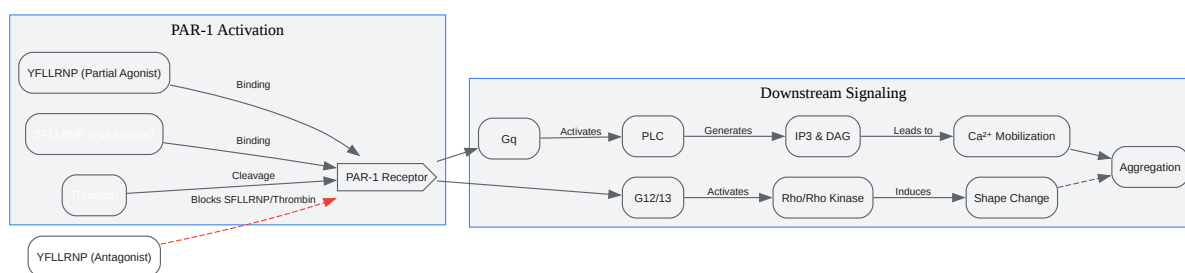 PAR-1 Activation
YFLLRNP (Partial Agonist)
Binding
SFLLRNP (Full Agonist)
Binding
Thrombin
Cleavage
PAR-1 Receptor
Blocks SFLLRNP/Thrombin
YFLLRNP (Antagonist)
Downstream Signaling
Gq
Activates
PLC
Generates
IP3 & DAG
Leads to
Ca²⁺ Mobilization
Aggregation
G12/13
Activates
Rho/Rho Kinase
Induces
Shape Change